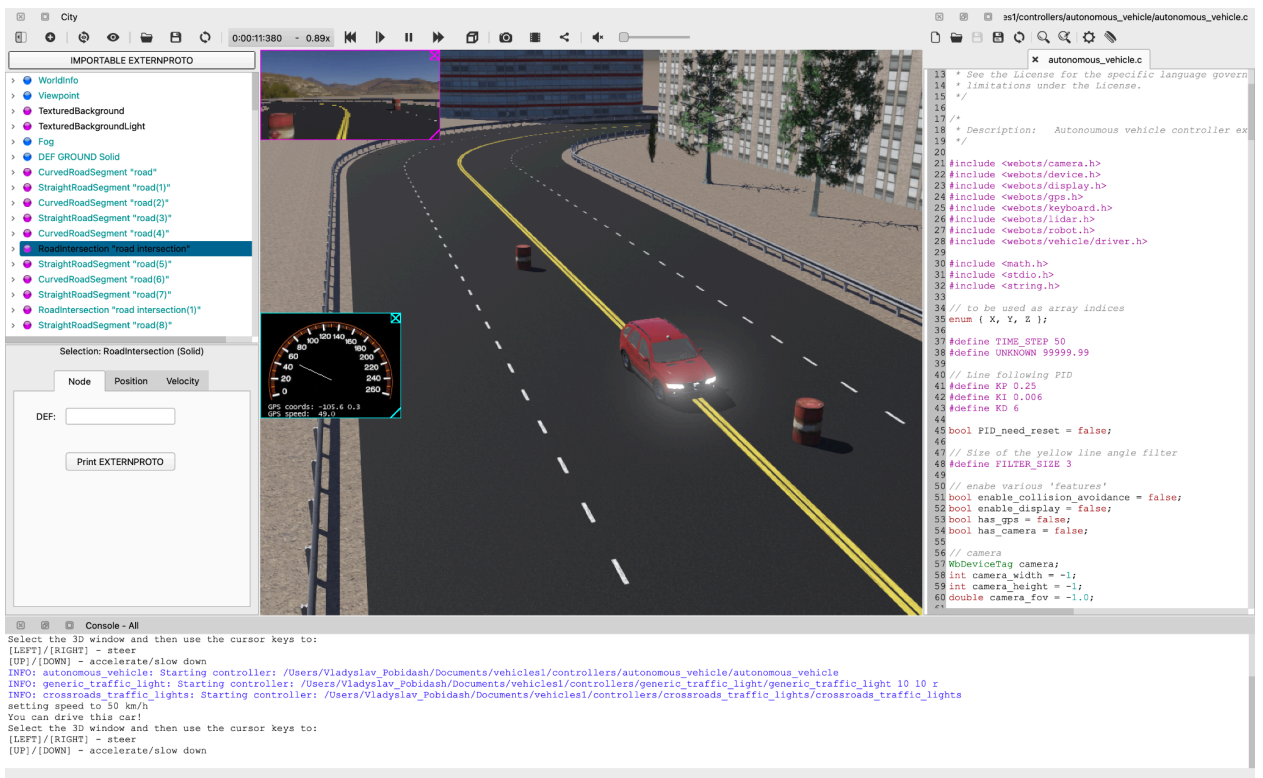 City
0:00:11:380 - 0.89x
IMPORTABLE EXTERNPROTO
WorldInfo
Viewpoint
TexturedBackground
TexturedBackgroundLight
Fog
DEF GROUND Solid
CurvedRoadSegment "road"
StraightRoadSegment "road(1)"
CurvedRoadSegment "road(2)"
StraightRoadSegment "road(3)"
CurvedRoadSegment "road(4)"
RoadIntersection "road intersection"
StraightRoadSegment "road(5)"
CurvedRoadSegment "road(6)"
StraightRoadSegment "road(7)"
RoadIntersection "road intersection(1)"
StraightRoadSegment "road(8)"
Selection: RoadIntersection (Solid)
Node Position Velocity
DEF:
Print EXTERNPROTO
0 20 40 60 80 100 120 140 160 180 200 220 240 260
GPS coords: -105.6 0.3
GPS speed: 49.0
es1/controllers/autonomous_vehicle/autonomous_vehicle.c
autonomous_vehicle.c
13 * See the License for the specific language govern
14 * limitations under the License.
15 */
16
17 /*
18 * Description: Autonoumous vehicle controller ex
19 */
20
21 #include <webots/camera.h>
22 #include <webots/device.h>
23 #include <webots/display.h>
24 #include <webots/gps.h>
25 #include <webots/keyboard.h>
26 #include <webots/lidar.h>
27 #include <webots/robot.h>
28 #include <webots/vehicle/driver.h>
29
30 #include <math.h>
31 #include <stdio.h>
32 #include <string.h>
33
34 // to be used as array indices
35 enum { X, Y, Z };
36
37 #define TIME_STEP 50
38 #define UNKNOWN 99999.99
39
40 // Line following PID
41 #define KP 0.25
42 #define KI 0.006
43 #define KD 6
44
45 bool PID_need_reset = false;
46
47 // Size of the yellow line angle filter
48 #define FILTER_SIZE 3
49
50 // enabe various 'features'
51 bool enable_collision_avoidance = false;
52 bool enable_display = false;
53 bool has_gps = false;
54 bool has_camera = false;
55
56 // camera
57 WbDeviceTag camera;
58 int camera_width = -1;
59 int camera_height = -1;
60 double camera_fov = -1.0;
61
Console - All
Select the 3D window and then use the cursor keys to:
[LEFT]/[RIGHT] - steer
[UP]/[DOWN] - accelerate/slow down
INFO: autonomous_vehicle: Starting controller: /Users/Vladyslav_Pobidash/Documents/vehicles1/controllers/autonomous_vehicle/autonomous_vehicle
INFO: generic_traffic_light: Starting controller: /Users/Vladyslav_Pobidash/Documents/vehicles1/controllers/generic_traffic_light/generic_traffic_light 10 10 r
INFO: crossroads_traffic_lights: Starting controller: /Users/Vladyslav_Pobidash/Documents/vehicles1/controllers/crossroads_traffic_lights/crossroads_traffic_lights
setting speed to 50 km/h
You can drive this car!
Select the 3D window and then use the cursor keys to:
[LEFT]/[RIGHT] - steer
[UP]/[DOWN] - accelerate/slow down